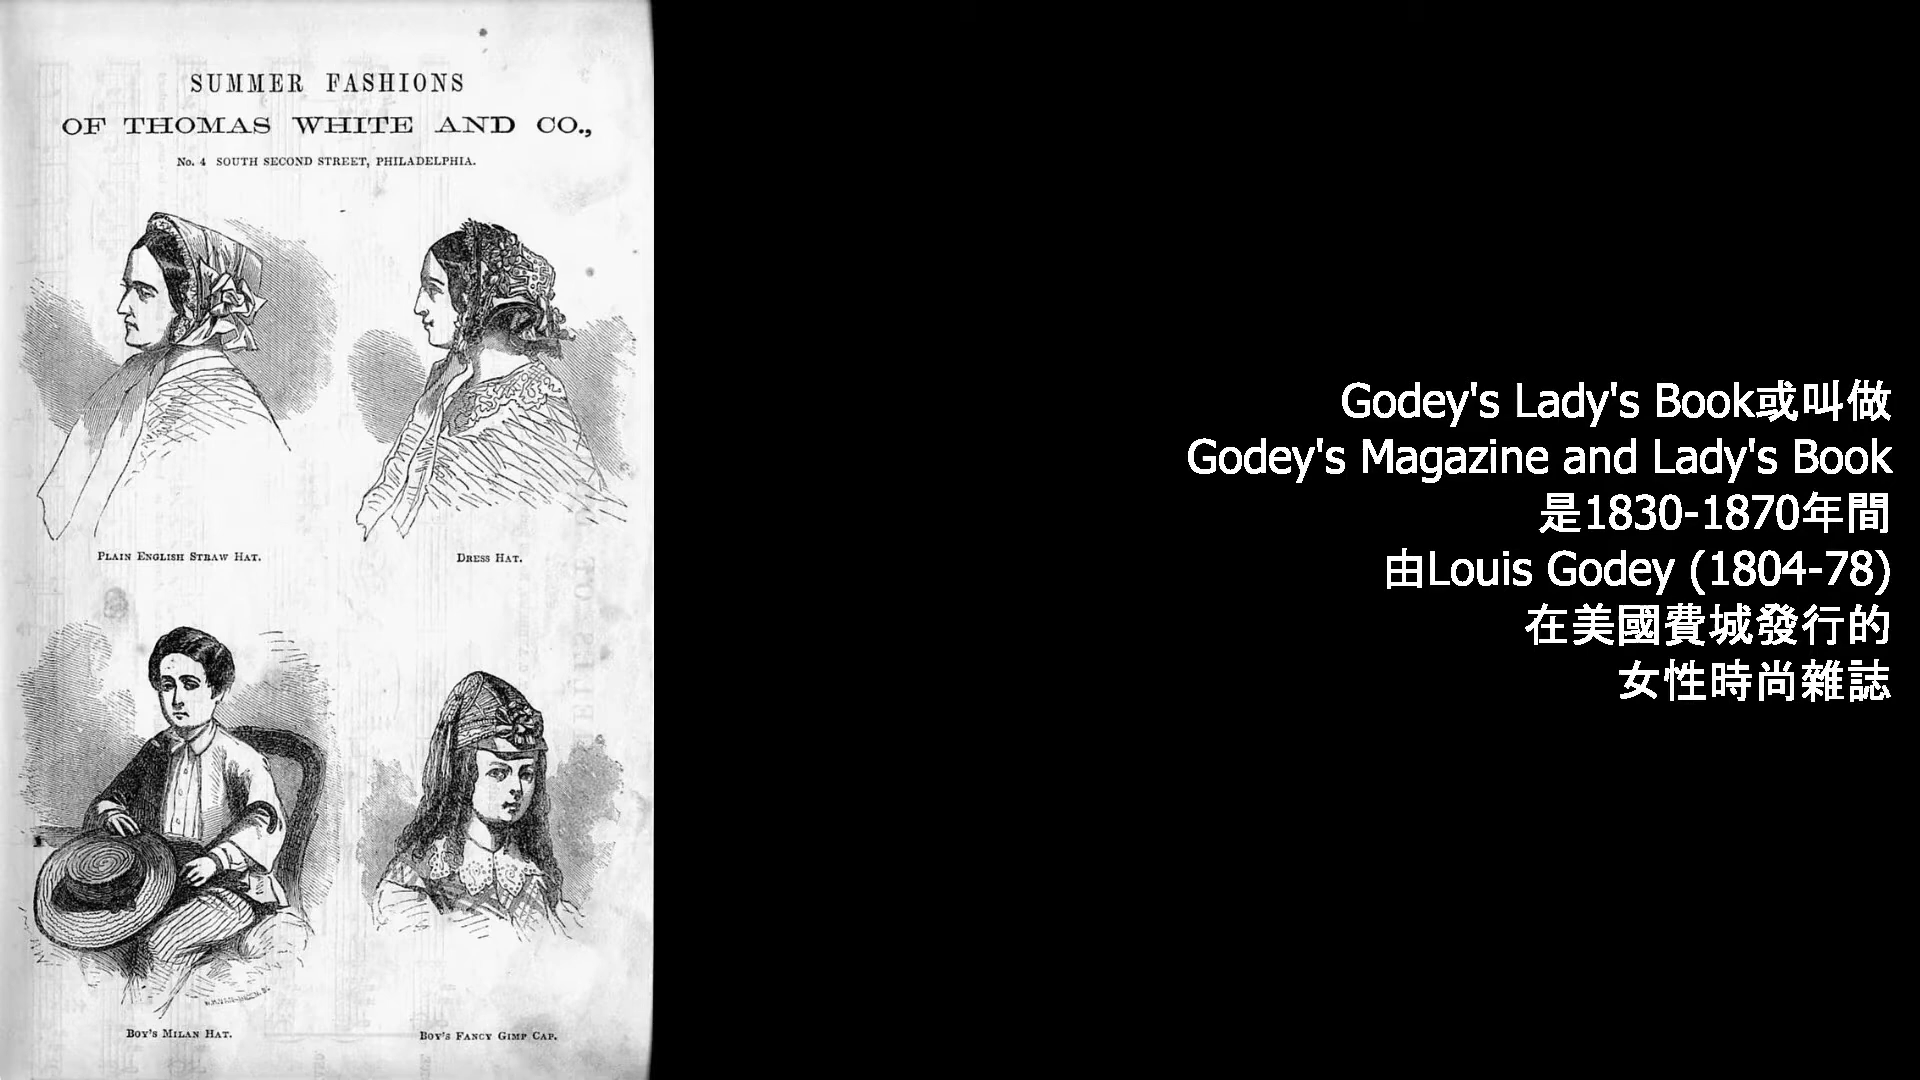 SUMMER FASHIONS
OF THOMAS WHITE AND CO.,
No. 4 SOUTH SECOND STREET, PHILADELPHIA.
PLAIN ENGLISH STRAW HAT.
DRESS HAT.
BOY'S MILAN HAT.
BOY'S FANCY GIMP CAP.
Godey's Lady's Book或叫做
Godey's Magazine and Lady's Book
是1830-1870年間
由Louis Godey (1804-78)
在美國費城發行的
女性時尚雜誌